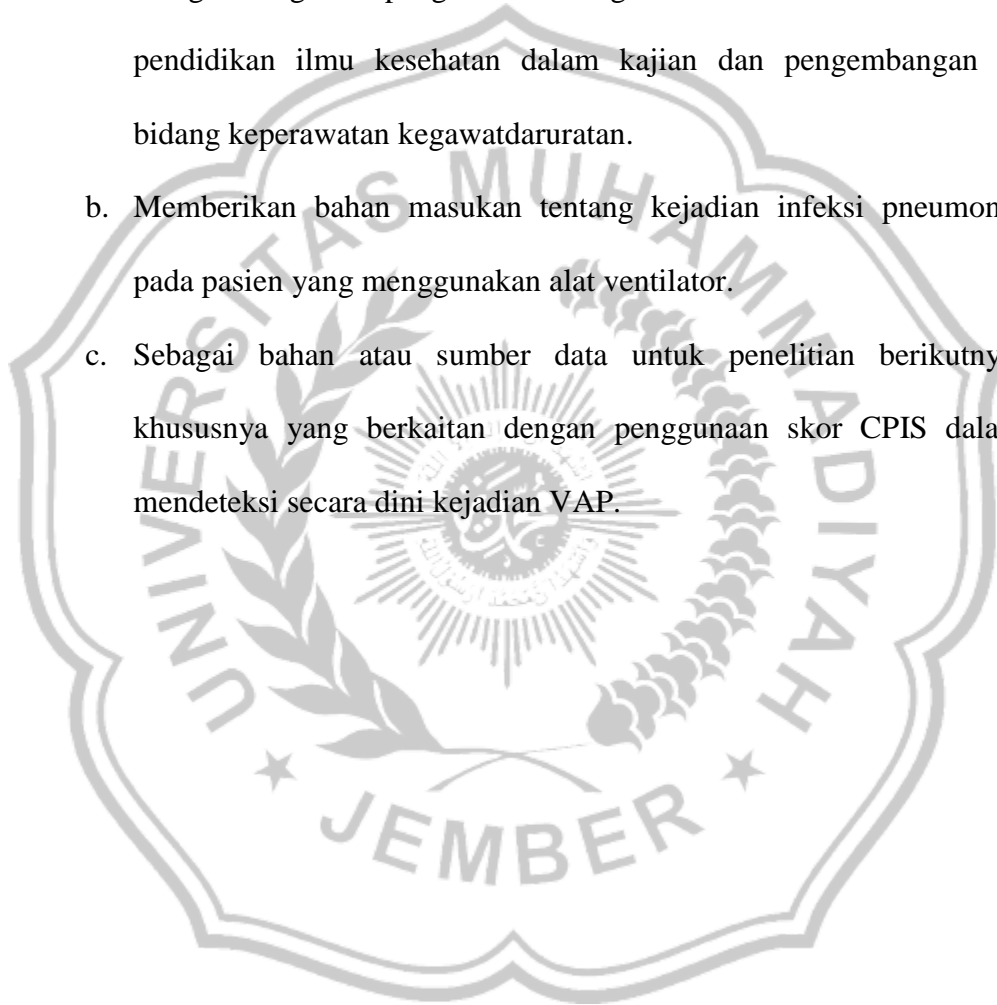 pendidikan ilmu kesehatan dalam kajian dan pengembangan
bidang keperawatan kegawatdaruratan.
b. Memberikan bahan masukan tentang kejadian infeksi pneumon
pada pasien yang menggunakan alat ventilator.
c. Sebagai bahan atau sumber data untuk penelitian berikutny
khususnya yang berkaitan dengan penggunaan skor CPIS dala
mendeteksi secara dini kejadian VAP.
UNIVERSITAS MUHAMMADIYAH
JEMBER